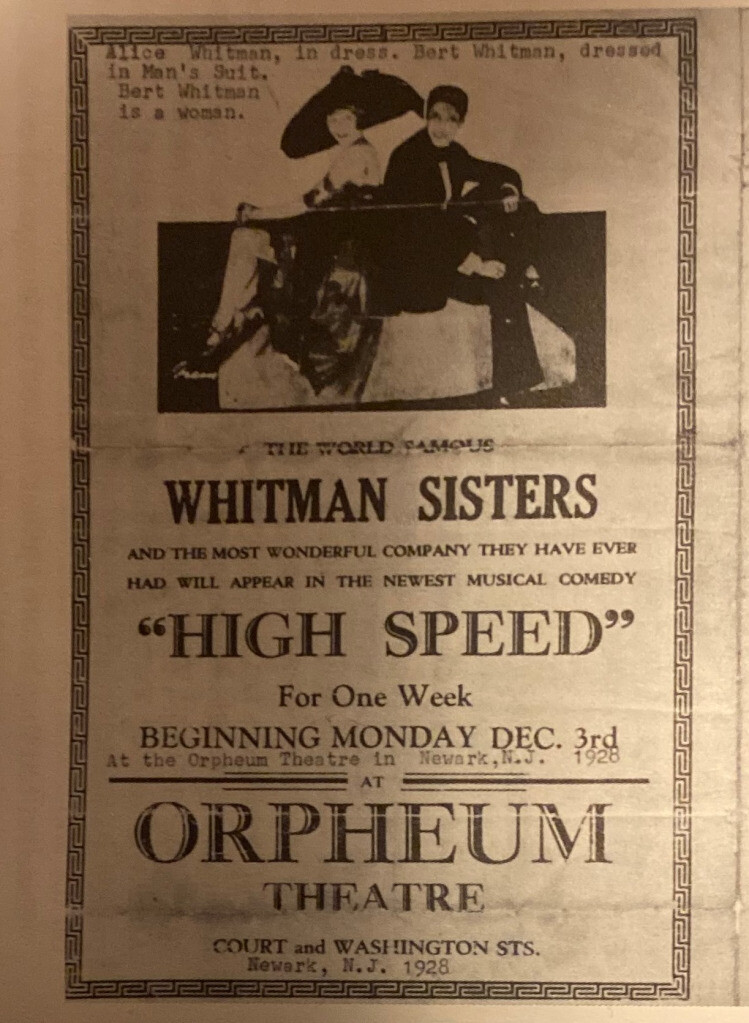 Alice Whitman, in dress. Bert Whitman, dressed
in Man's Suit.
Bert Whitman
is a woman.
THE WORLD FAMOUS
WHITMAN SISTERS
AND THE MOST WONDERFUL COMPANY THEY HAVE EVER
HAD WILL APPEAR IN THE NEWEST MUSICAL COMEDY
"HIGH SPEED"
For One Week
BEGINNING MONDAY DEC. 3rd
At the Orpheum Theatre in Newark,N.J. 1928
AT
ORPHEUM
THEATRE
COURT and WASHINGTON STS.
Newark, N.J. 1928